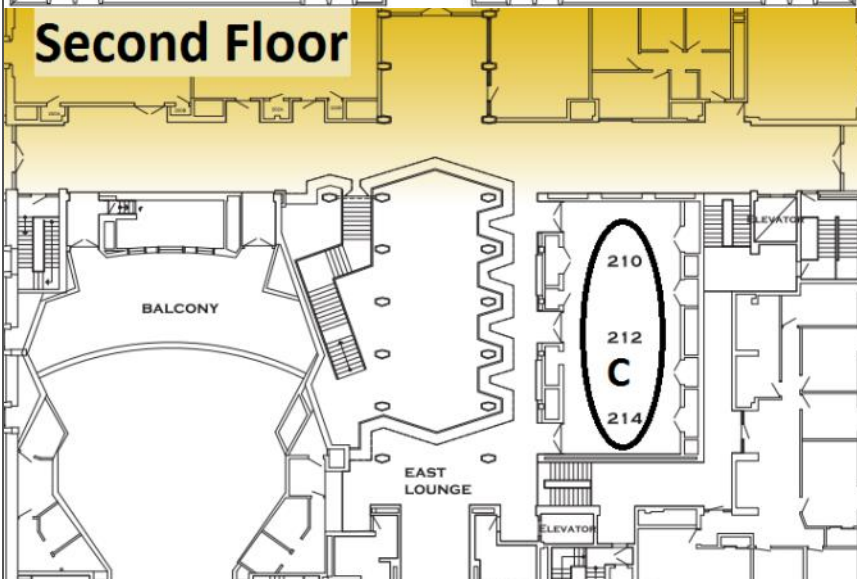 Second Floor
ELEVATOR
210
BALCONY
212
C
214
EAST
LOUNGE
ELEVATOR